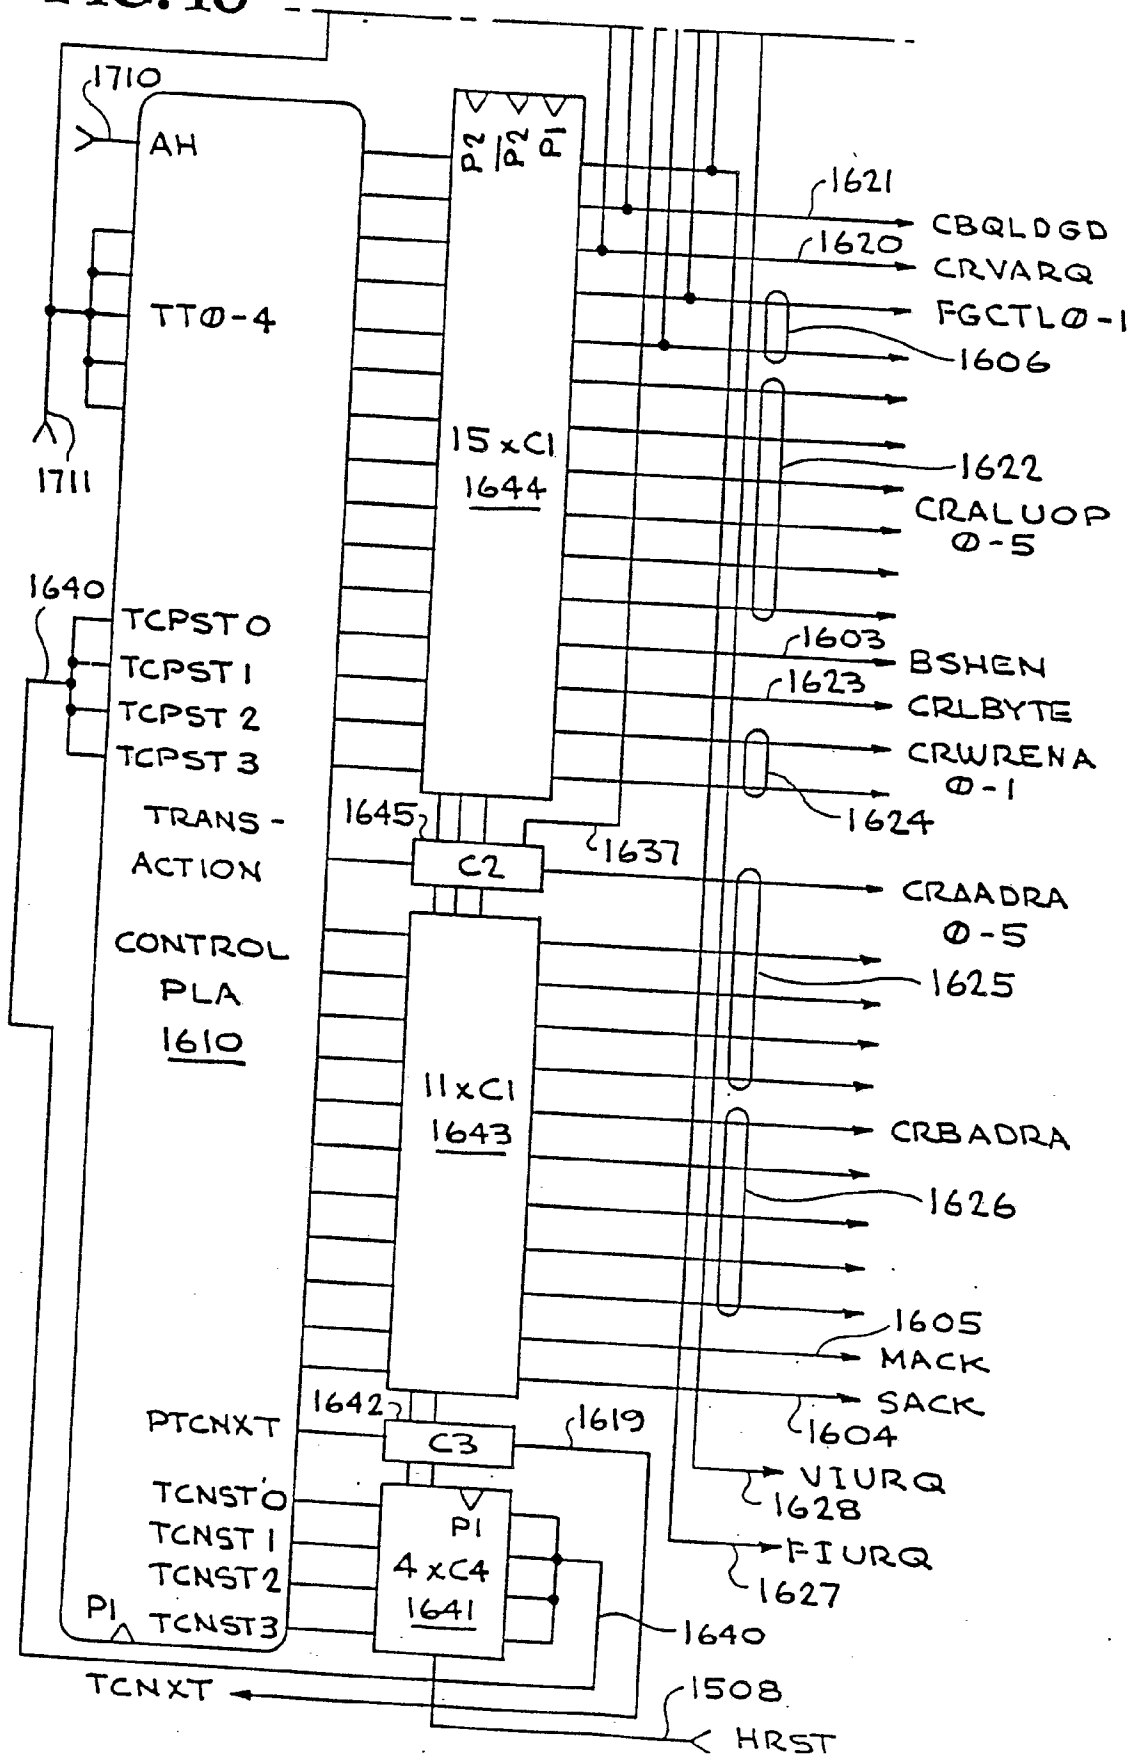 1710
AH
P2 /P2 P1
1621
CBQLDGD
1620
CRVARQ
TTØ-4
FGCTLØ-1
1606
1711
15xC1
1644
1622
CRALUOP
Ø-5
1640
TCPST0
TCPST1
TCPST2
TCPST3
1603
BSHEN
1623
CRLBYTE
CRWRENA
Ø-1
1624
TRANS-
ACTION
1645
C2
1637
CRAADRA
Ø-5
1625
CONTROL
PLA
1610
11xC1
1643
CRBADRA
1626
1605
MACK
SACK
1604
PTCNXT
1642
C3
1619
VIURQ
1628
TCNST0
TCNST1
TCNST2
TCNST3
P1
4xC4
1641
FIURQ
1627
P1
1640
TCNXT
1508
HRST